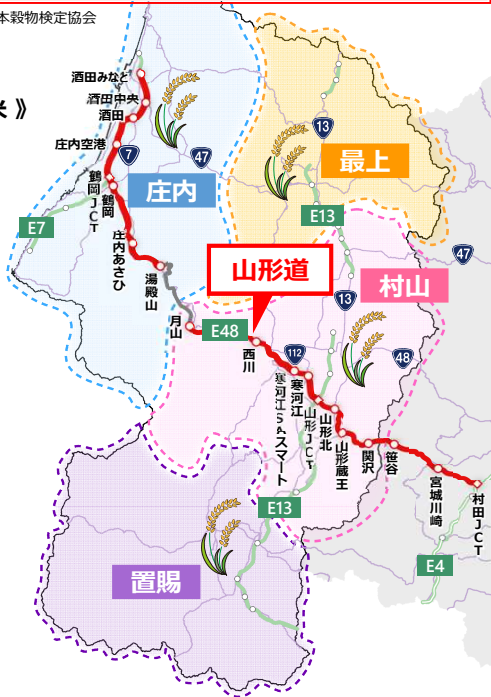 本穀物検定協会
米 》
酒田みなと
酒田中央
酒田
庄内空港
7
47
鶴岡JCT
鶴岡
庄内
13
最上
E7
庄内あさひ
E13
湯殿山
山形道
47
月山
村山
13
E48
西川
112
48
寒河江SAスマート
寒河江
山形JCT
山形北
山形蔵王
関沢
笹谷
宮城川崎
村田JCT
E13
E4
置賜